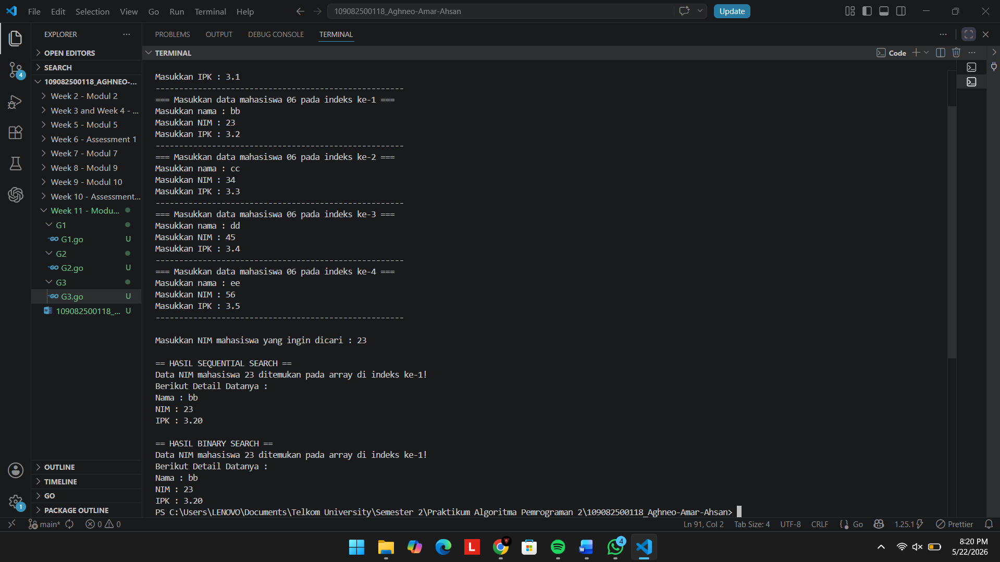 File Edit Selection View Go Run Terminal Help
109082500118_Aghneo-Amar-Ahsan
Update
EXPLORER
OPEN EDITORS
SEARCH
109082500118_AGHNEO-...
Week 2 - Modul 2
Week 3 and Week 4 - ...
Week 5 - Modul 5
Week 6 - Assessment 1
Week 7 - Modul 7
Week 8 - Modul 9
Week 9 - Modul 10
Week 10 - Assessment...
Week 11 - Modu...
G1
G1.go U
G2
G2.go U
G3
G3.go U
109082500118_... U
OUTLINE
TIMELINE
GO
PACKAGE OUTLINE
4
1
PROBLEMS OUTPUT DEBUG CONSOLE TERMINAL
TERMINAL
Code
Masukkan IPK : 3.1
-----------------------------------------------------
=== Masukkan data mahasiswa 06 pada indeks ke-1 ===
Masukkan nama : bb
Masukkan NIM : 23
Masukkan IPK : 3.2
-----------------------------------------------------
=== Masukkan data mahasiswa 06 pada indeks ke-2 ===
Masukkan nama : cc
Masukkan NIM : 34
Masukkan IPK : 3.3
-----------------------------------------------------
=== Masukkan data mahasiswa 06 pada indeks ke-3 ===
Masukkan nama : dd
Masukkan NIM : 45
Masukkan IPK : 3.4
-----------------------------------------------------
=== Masukkan data mahasiswa 06 pada indeks ke-4 ===
Masukkan nama : ee
Masukkan NIM : 56
Masukkan IPK : 3.5
-----------------------------------------------------
Masukkan NIM mahasiswa yang ingin dicari : 23
== HASIL SEQUENTIAL SEARCH ==
Data NIM mahasiswa 23 ditemukan pada array di indeks ke-1!
Berikut Detail Datanya :
Nama : bb
NIM : 23
IPK : 3.20
== HASIL BINARY SEARCH ==
Data NIM mahasiswa 23 ditemukan pada array di indeks ke-1!
Berikut Detail Datanya :
Nama : bb
NIM : 23
IPK : 3.20
PS C:\Users\LENOVO\Documents\Telkom University\Semester 2\Praktikum Algoritma Pemrograman 2\109082500118_Aghneo-Amar-Ahsan>
main* 0 0
Ln 91, Col 2 Tab Size: 4 UTF-8 CRLF Go 1.25.1 Prettier
L
W
4
8:20 PM
5/22/2026